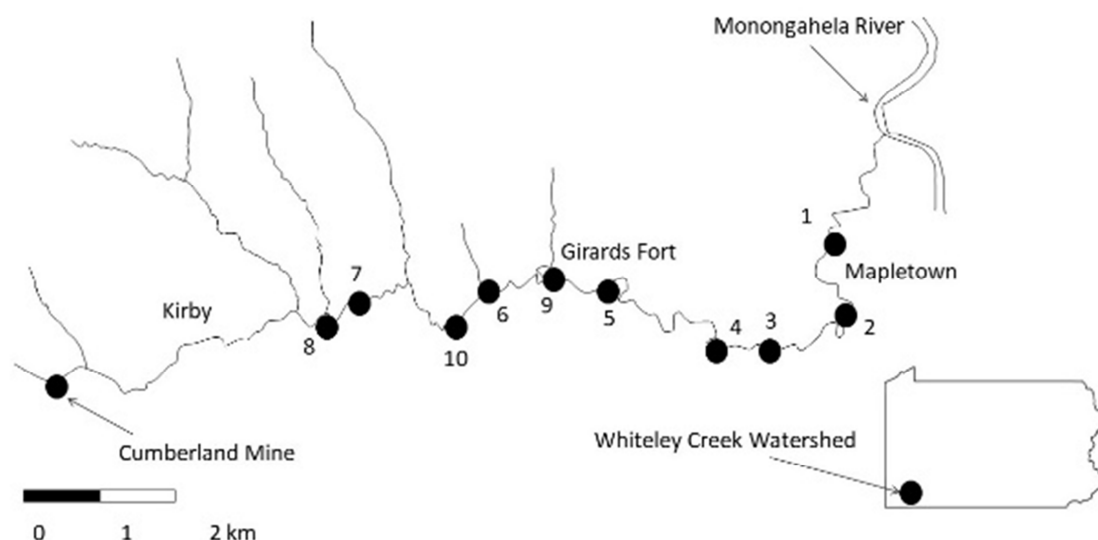 Monongahela River
1
Girards Fort
Mapletown
7
Kirby
6
9
5
4
3
2
8
10
Whiteley Creek Watershed
Cumberland Mine
0 1 2 km